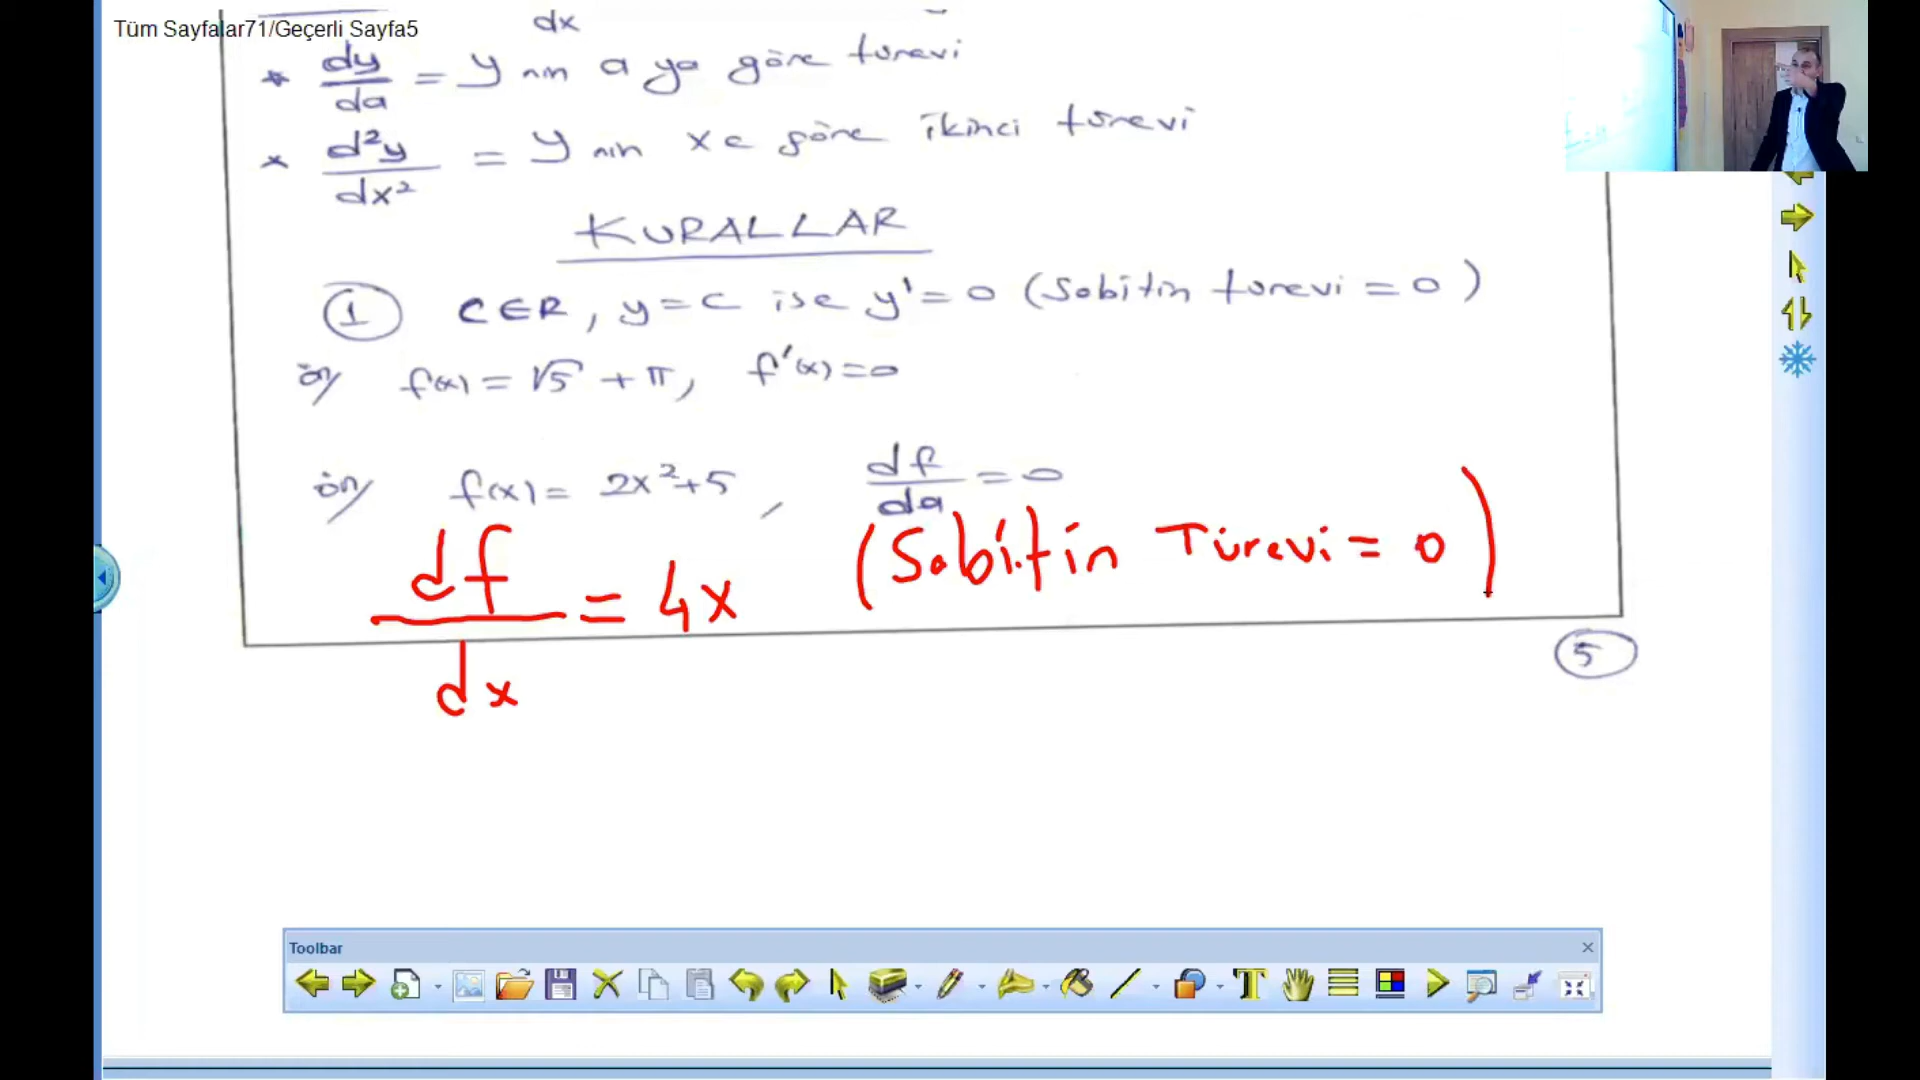 Tüm Sayfalar71/Geçerli Sayfa5
dx
* dy/da = y nin a ya göre türevi
* d²y/dx² = y nin x e göre ikinci türevi
KURALLAR
① C∈R, y=c ise y'=0 (Sabitin türevi = 0)
ör/ f(x) = √5 + π, f'(x)=0
ör/ f(x) = 2x²+5, df/da = 0
df/dx = 4x (Sabitin Türevi = 0)
5
Toolbar